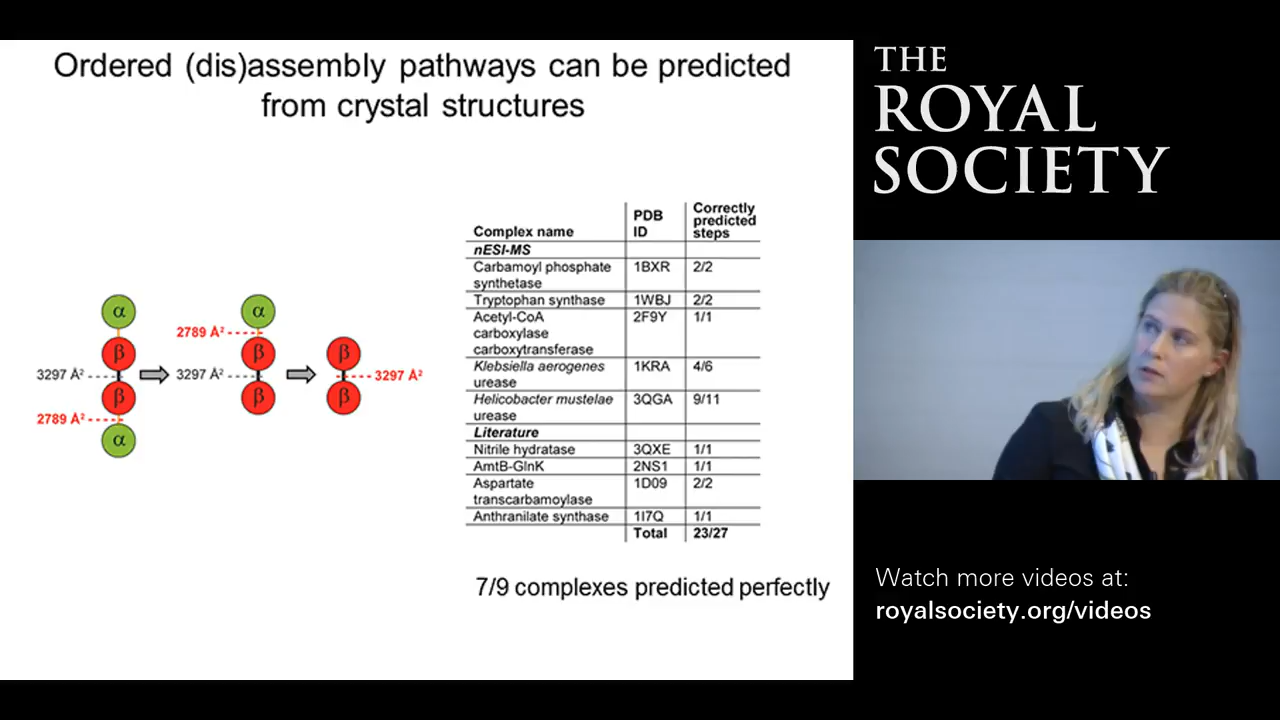 Ordered (dis)assembly pathways can be predicted
from crystal structures
α
β
3297 Å²
β
2789 Å²
α
α
2789 Å²
β
3297 Å²
β
β
3297 Å²
β
Complex name PDB ID Correctly predicted steps
nESI-MS
Carbamoyl phosphate synthetase 1BXR 2/2
Tryptophan synthase 1WBJ 2/2
Acetyl-CoA carboxylase carboxytransferase 2F9Y 1/1
Klebsiella aerogenes urease 1KRA 4/6
Helicobacter mustelae urease 3QGA 9/11
Literature
Nitrile hydratase 3QXE 1/1
AmtB-GlnK 2NS1 1/1
Aspartate transcarbamoylase 1D09 2/2
Anthranilate synthase 1I7Q 1/1
Total 23/27
7/9 complexes predicted perfectly
THE
ROYAL
SOCIETY
Watch more videos at:
royalsociety.org/videos